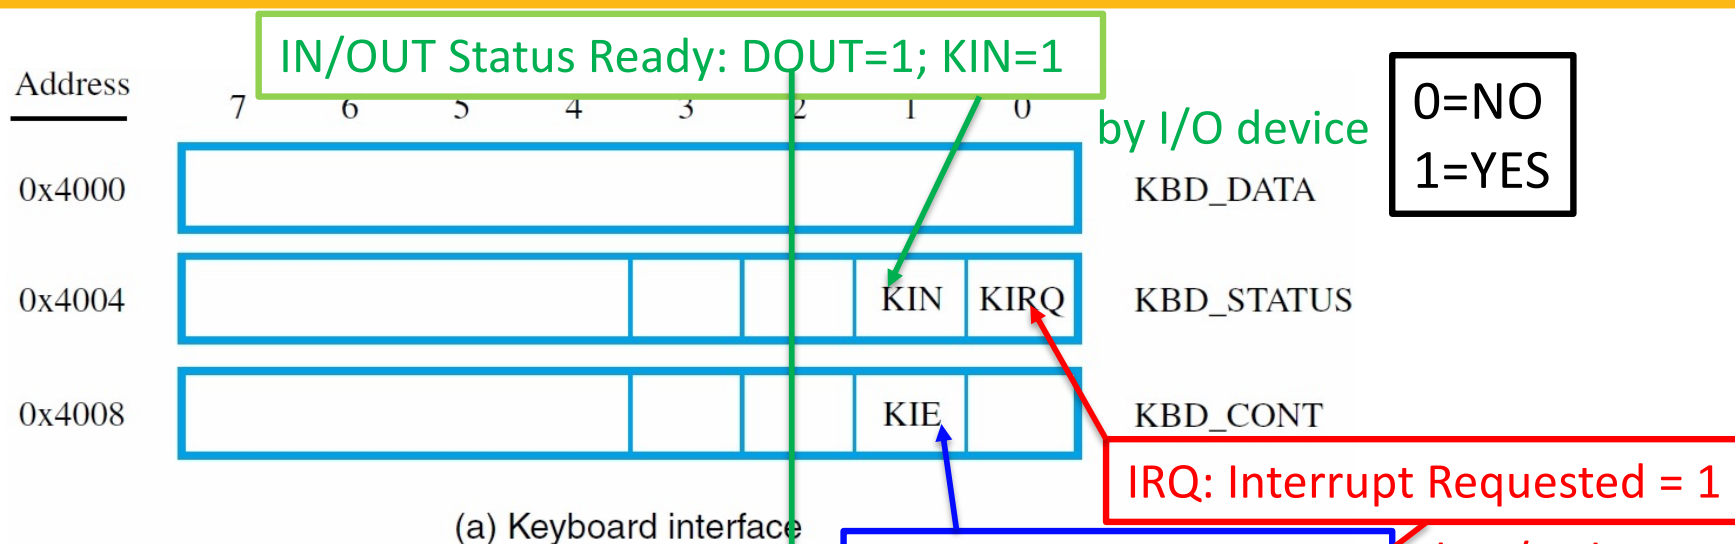 IN/OUT Status Ready: DOUT=1; KIN=1
Address
7 6 5 4 3 2 1 0
by I/O device
0=NO
1=YES
0x4000 KBD_DATA
0x4004 KIN KIRQ KBD_STATUS
0x4008 KIE KBD_CONT
IRQ: Interrupt Requested = 1
(a) Keyboard interface